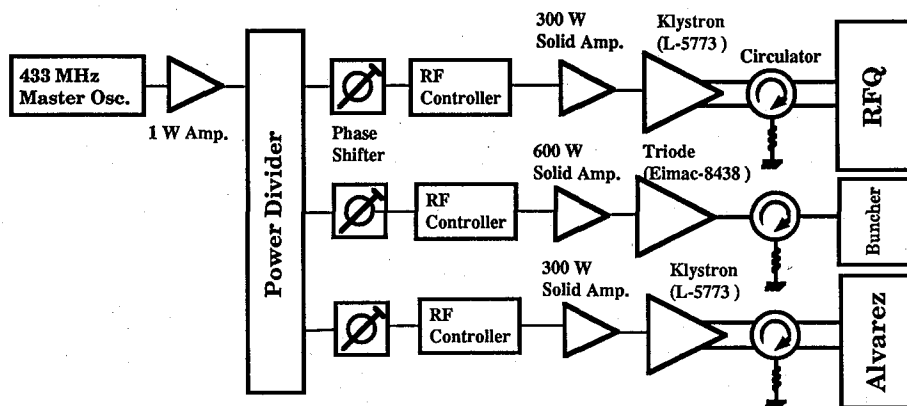 433 MHz
Master Osc.
1 W Amp.
Power Divider
Phase
Shifter
RF
Controller
300 W
Solid Amp.
Klystron
(L-5773 )
Circulator
RFQ
RF
Controller
600 W
Solid Amp.
Triode
(Eimac-8438 )
Buncher
RF
Controller
300 W
Solid Amp.
Klystron
(L-5773 )
Alvarez